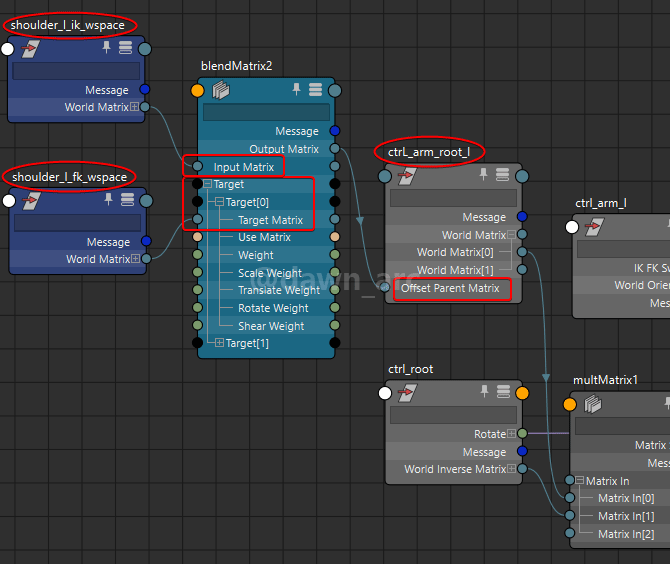 shoulder_l_ik_wspace
Message
World Matrix
shoulder_l_fk_wspace
Message
World Matrix
blendMatrix2
Message
Output Matrix
Input Matrix
Target
Target[0]
Target Matrix
Use Matrix
Weight
Scale Weight
Translate Weight
Rotate Weight
Shear Weight
Target[1]
ctrL_arm_root_l
Message
World Matrix
World Matrix[0]
World Matrix[1]
Offset Parent Matrix
ctrl_arm_l
IK FK Sw
World Orien
Mess
ctrl_root
Rotate
Message
World Inverse Matrix
multMatrix1
Matrix
Mess
Matrix In
Matrix In[0]
Matrix In[1]
Matrix In[2]